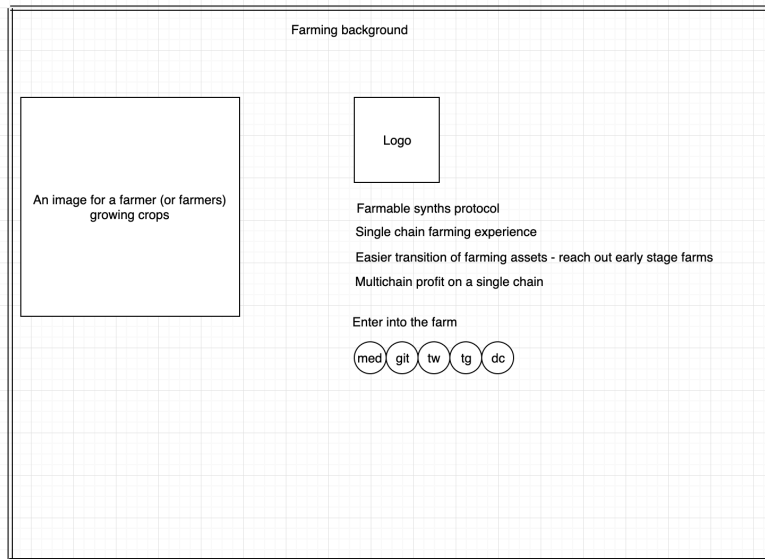 Farming background
An image for a farmer (or farmers)
growing crops
Logo
Farmable synths protocol
Single chain farming experience
Easier transition of farming assets - reach out early stage farms
Multichain profit on a single chain
Enter into the farm
med git tw tg dc